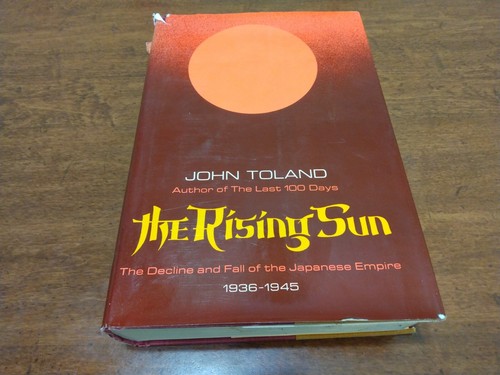 JOHN TOLAND
Author of The Last 100 Days
the Rising Sun
The Decline and Fall of the Japanese Empire
1936-1945